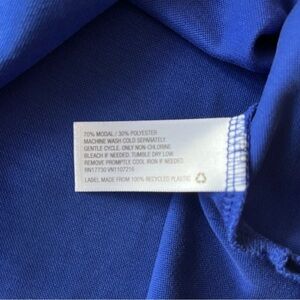 70% MODAL / 30% POLYESTER
MACHINE WASH COLD SEPARATELY
GENTLE CYCLE. ONLY NON-CHLORINE
BLEACH IF NEEDED. TUMBLE DRY LOW.
REMOVE PROMPTLY COOL IRON IF NEEDED.
RN17730 VN1107216
LABEL MADE FROM 100% RECYCLED PLASTIC